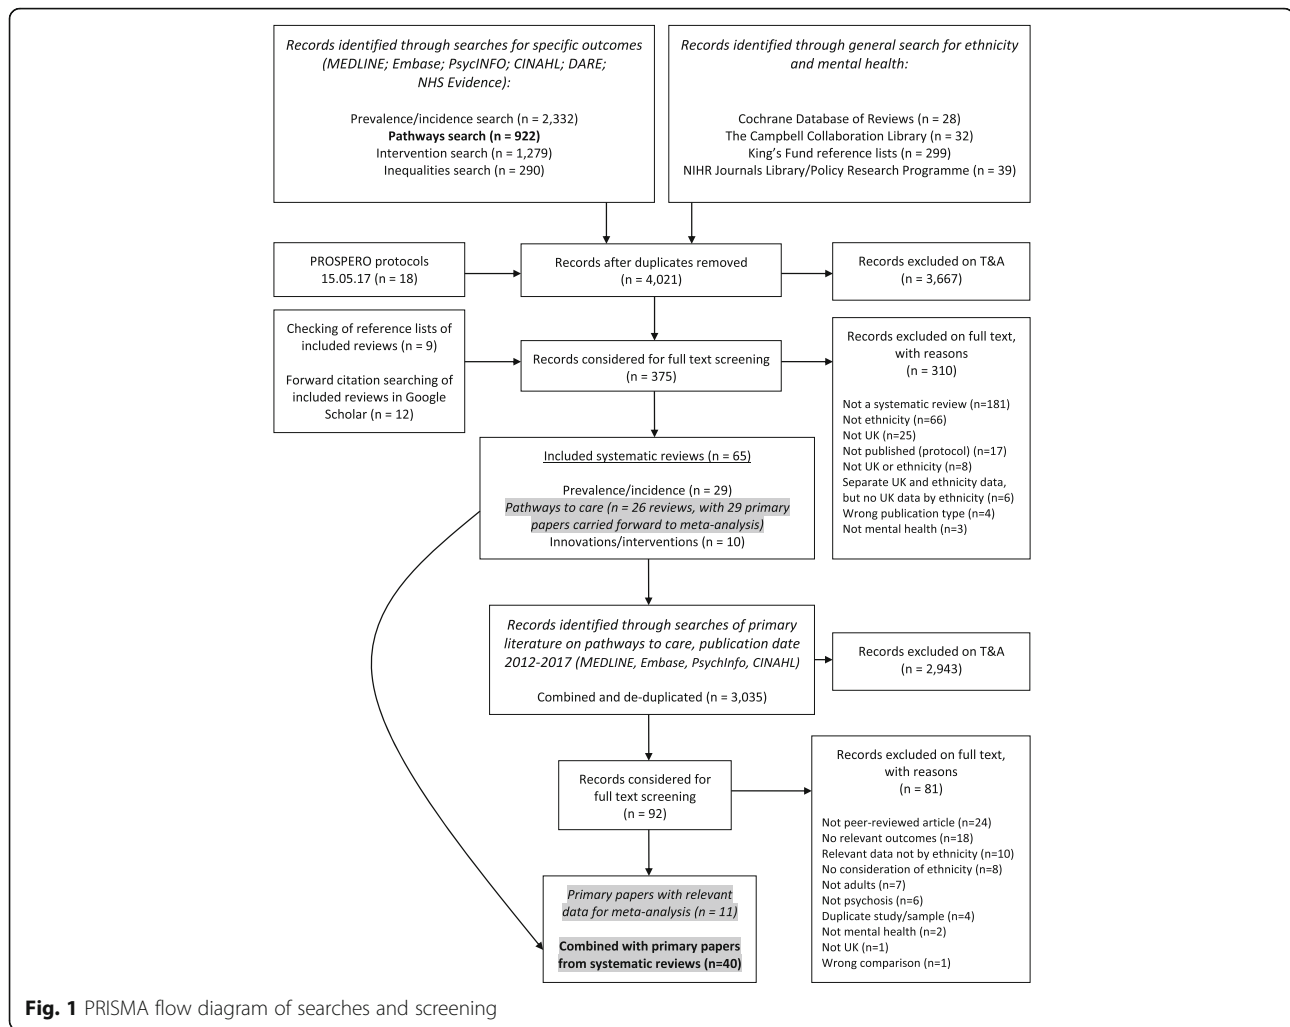 Records identified through searches for specific outcomes
(MEDLINE; Embase; PsycINFO; CINAHL; DARE;
NHS Evidence):
Prevalence/incidence search (n = 2,332)
Pathways search (n = 922)
Intervention search (n = 1,279)
Inequalities search (n = 290)
Records identified through general search for ethnicity
and mental health:
Cochrane Database of Reviews (n = 28)
The Campbell Collaboration Library (n = 32)
King's Fund reference lists (n = 299)
NIHR Journals Library/Policy Research Programme (n = 39)
PROSPERO protocols
15.05.17 (n = 18)
Records after duplicates removed
(n = 4,021)
Records excluded on T&A
(n = 3,667)
Checking of reference lists of
included reviews (n = 9)
Forward citation searching of
included reviews in Google
Scholar (n = 12)
Records considered for full text screening
(n = 375)
Records excluded on full text,
with reasons
(n = 310)
Not a systematic review (n=181)
Not ethnicity (n=66)
Not UK (n=25)
Not published (protocol) (n=17)
Not UK or ethnicity (n=8)
Separate UK and ethnicity data,
but no UK data by ethnicity (n=6)
Wrong publication type (n=4)
Not mental health (n=3)
Included systematic reviews (n = 65)
Prevalence/incidence (n = 29)
Pathways to care (n = 26 reviews, with 29 primary
papers carried forward to meta-analysis)
Innovations/interventions (n = 10)
Records identified through searches of primary
literature on pathways to care, publication date
2012-2017 (MEDLINE, Embase, PsychInfo, CINAHL)
Combined and de-duplicated (n = 3,035)
Records excluded on T&A
(n = 2,943)
Records considered for
full text screening
(n = 92)
Records excluded on full text,
with reasons
(n = 81)
Not peer-reviewed article (n=24)
No relevant outcomes (n=18)
Relevant data not by ethnicity (n=10)
No consideration of ethnicity (n=8)
Not adults (n=7)
Not psychosis (n=6)
Duplicate study/sample (n=4)
Not mental health (n=2)
Not UK (n=1)
Wrong comparison (n=1)
Primary papers with relevant
data for meta-analysis (n = 11)
Combined with primary papers
from systematic reviews (n=40)
Fig. 1 PRISMA flow diagram of searches and screening